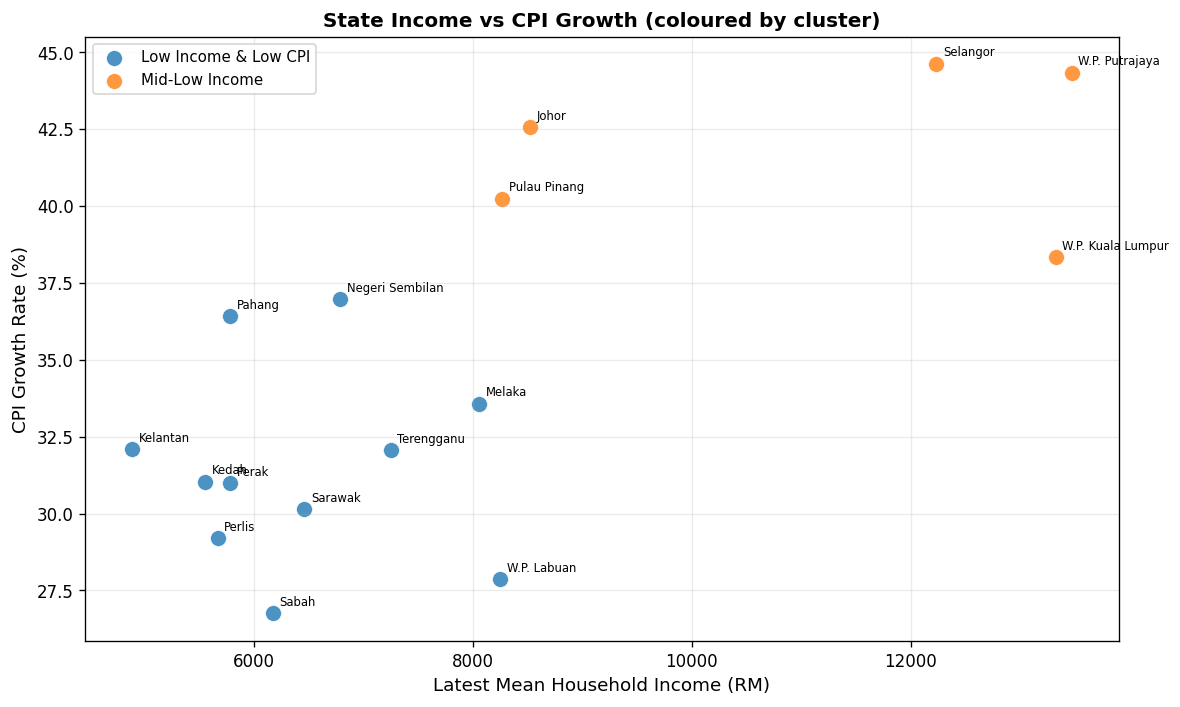 State Income vs CPI Growth (coloured by cluster)
Low Income & Low CPI
Mid-Low Income
CPI Growth Rate (%)
45.0
42.5
40.0
37.5
35.0
32.5
30.0
27.5
Selangor
W.P. Putrajaya
Johor
Pulau Pinang
W.P. Kuala Lumpur
Negeri Sembilan
Pahang
Melaka
Kelantan
Terengganu
Kedah
Perak
Sarawak
Perlis
W.P. Labuan
Sabah
6000
8000
10000
12000
Latest Mean Household Income (RM)